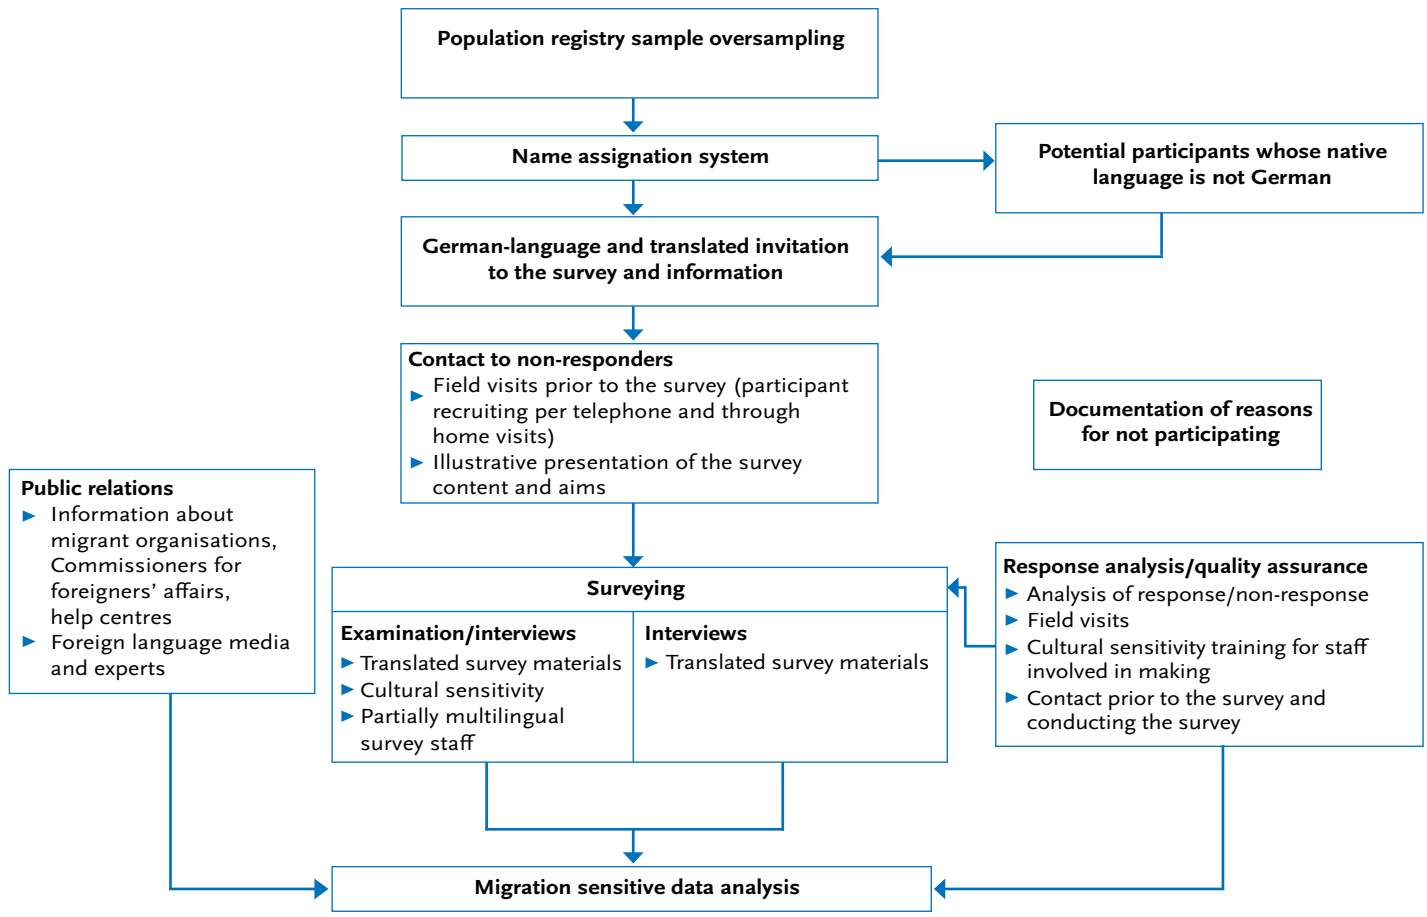 Population registry sample oversampling
Name assignation system
Potential participants whose native
language is not German
German-language and translated invitation
to the survey and information
Contact to non-responders
► Field visits prior to the survey (participant
recruiting per telephone and through
home visits)
► Illustrative presentation of the survey
content and aims
Documentation of reasons
for not participating
Public relations
► Information about
migrant organisations,
Commissioners for
foreigners’ affairs,
help centres
► Foreign language media
and experts
Surveying
Examination/interviews
► Translated survey materials
► Cultural sensitivity
► Partially multilingual
survey staff
Interviews
► Translated survey materials
Response analysis/quality assurance
► Analysis of response/non-response
► Field visits
► Cultural sensitivity training for staff
involved in making
► Contact prior to the survey and
conducting the survey
Migration sensitive data analysis